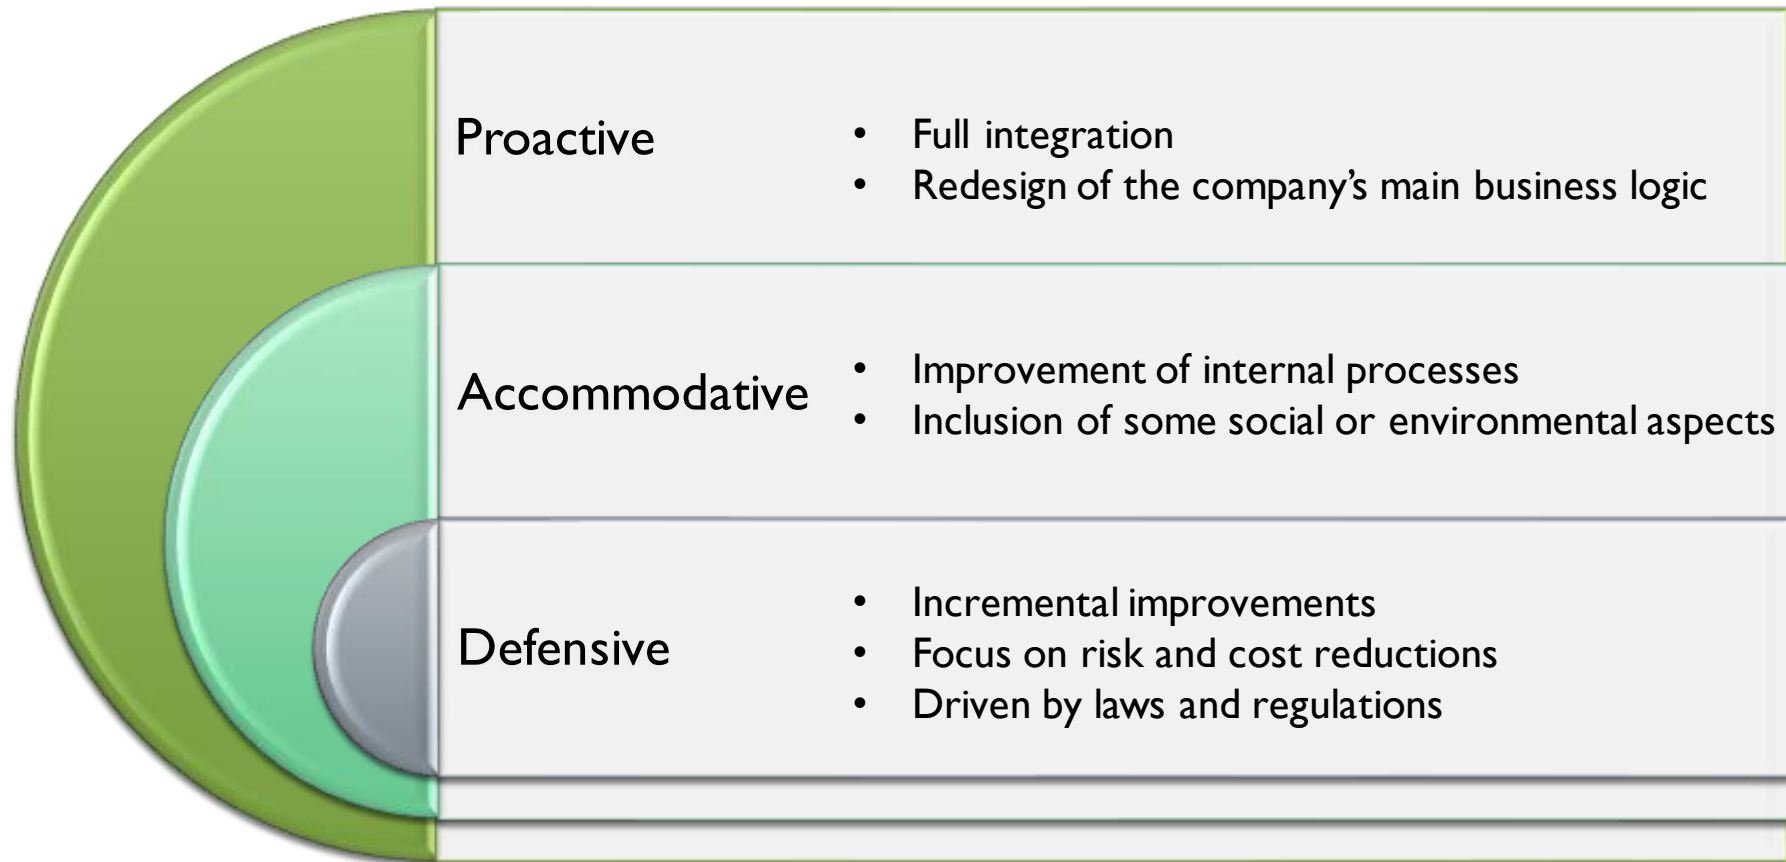 Proactive
• Full integration
• Redesign of the company’s main business logic
Accommodative
• Improvement of internal processes
• Inclusion of some social or environmental aspects
Defensive
• Incremental improvements
• Focus on risk and cost reductions
• Driven by laws and regulations